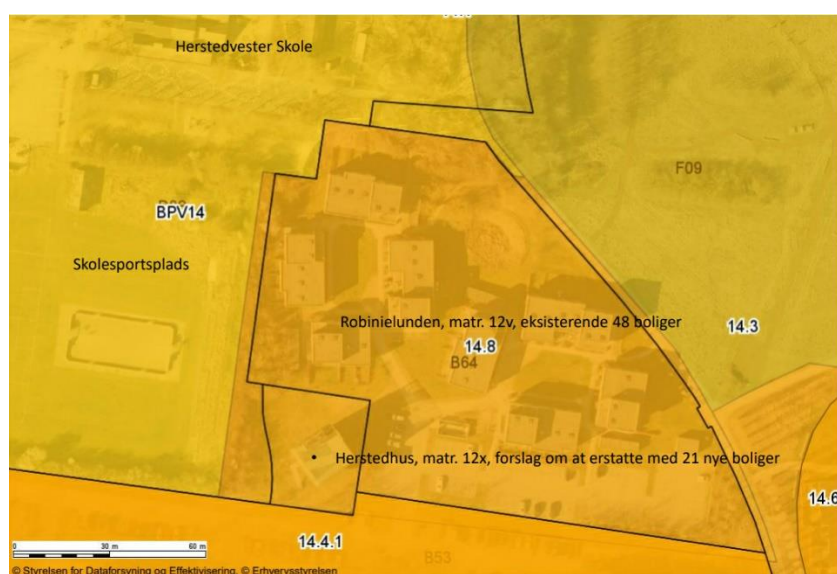 Herstedvester Skole
F09
BPV14
Skolesportsplads
Robinielunden, matr. 12v, eksisterende 48 boliger
14.3
14.8
B64
• Herstedhus, matr. 12x, forslag om at erstatte med 21 nye boliger
14.6
0 30 m 60 m
14.4.1
B53
© Styrelsen for Dataforsyning og Effektivisering, © Erhvervsstyrelsen